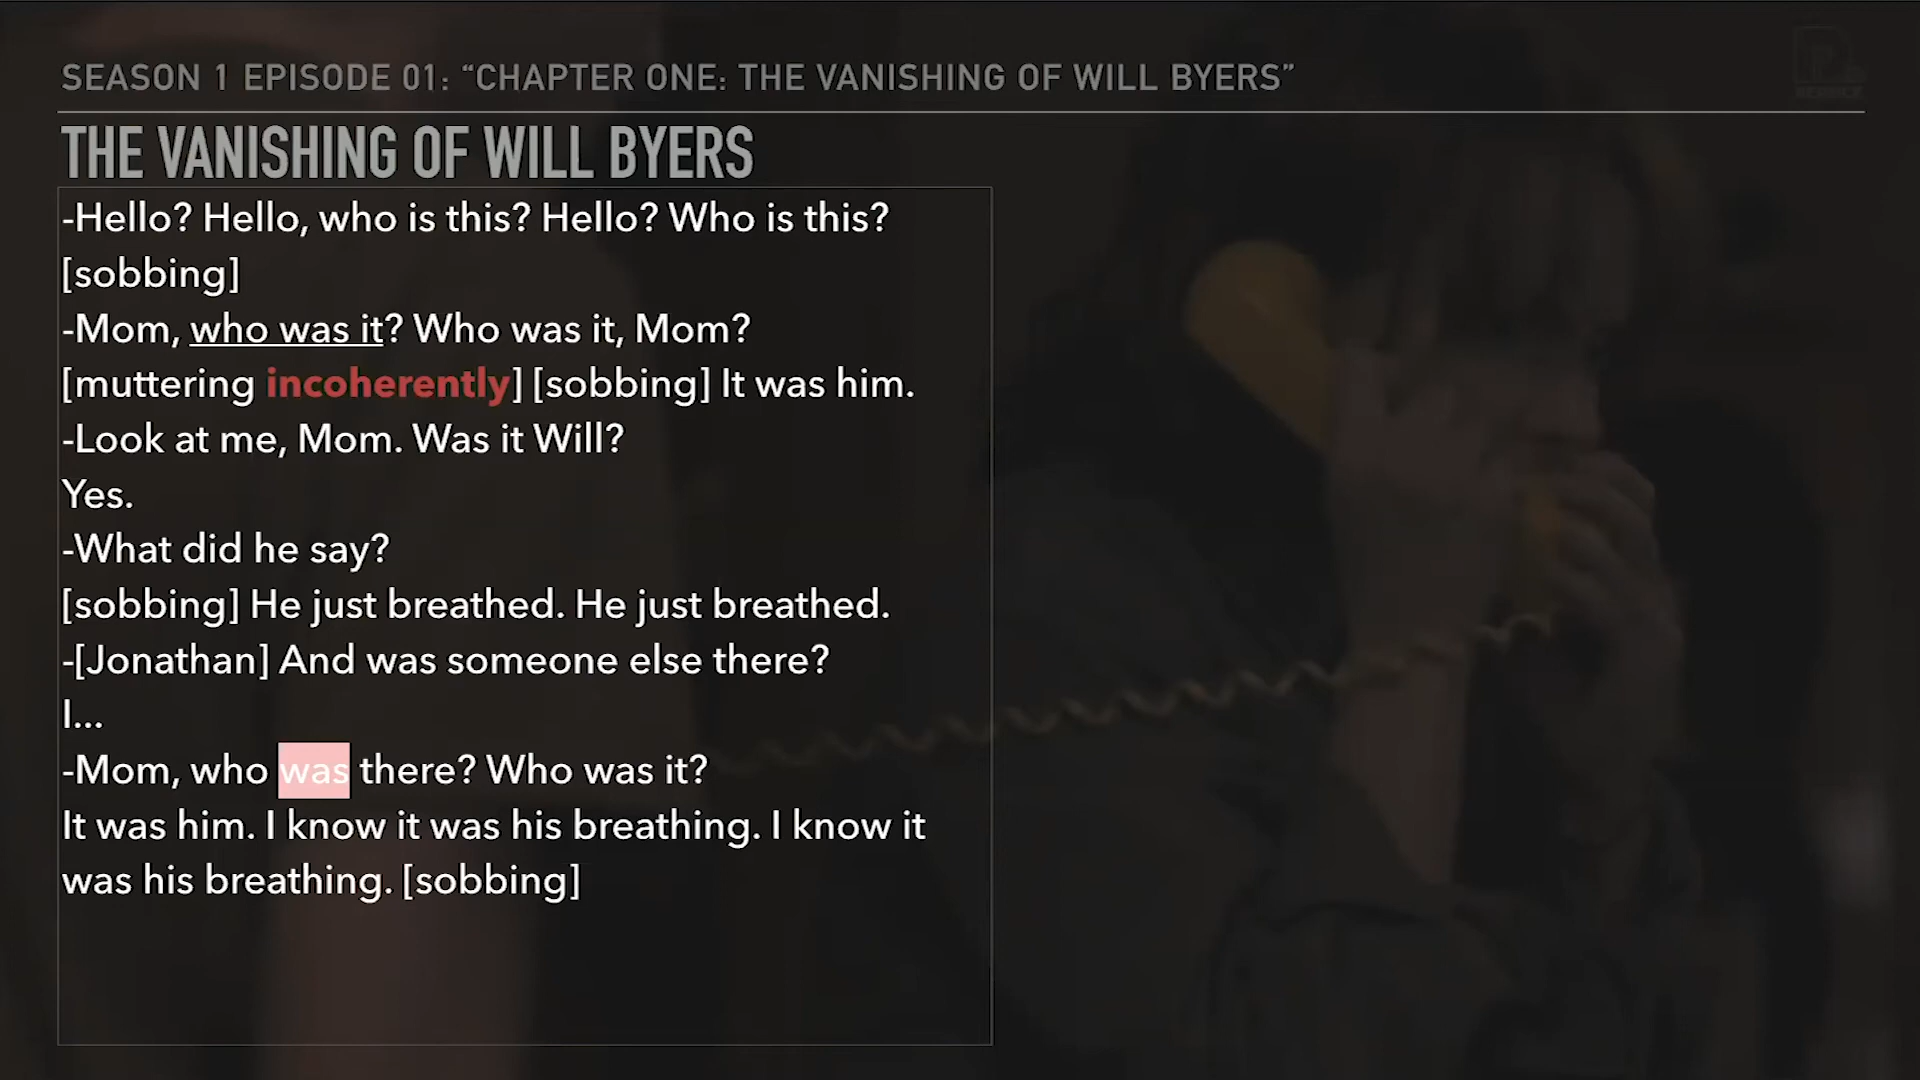 SEASON 1 EPISODE 01: “CHAPTER ONE: THE VANISHING OF WILL BYERS”
THE VANISHING OF WILL BYERS
-Hello? Hello, who is this? Hello? Who is this?
[sobbing]
-Mom, who was it? Who was it, Mom?
[muttering incoherently] [sobbing] It was him.
-Look at me, Mom. Was it Will?
Yes.
-What did he say?
[sobbing] He just breathed. He just breathed.
-[Jonathan] And was someone else there?
I...
-Mom, who was there? Who was it?
It was him. I know it was his breathing. I know it
was his breathing. [sobbing]